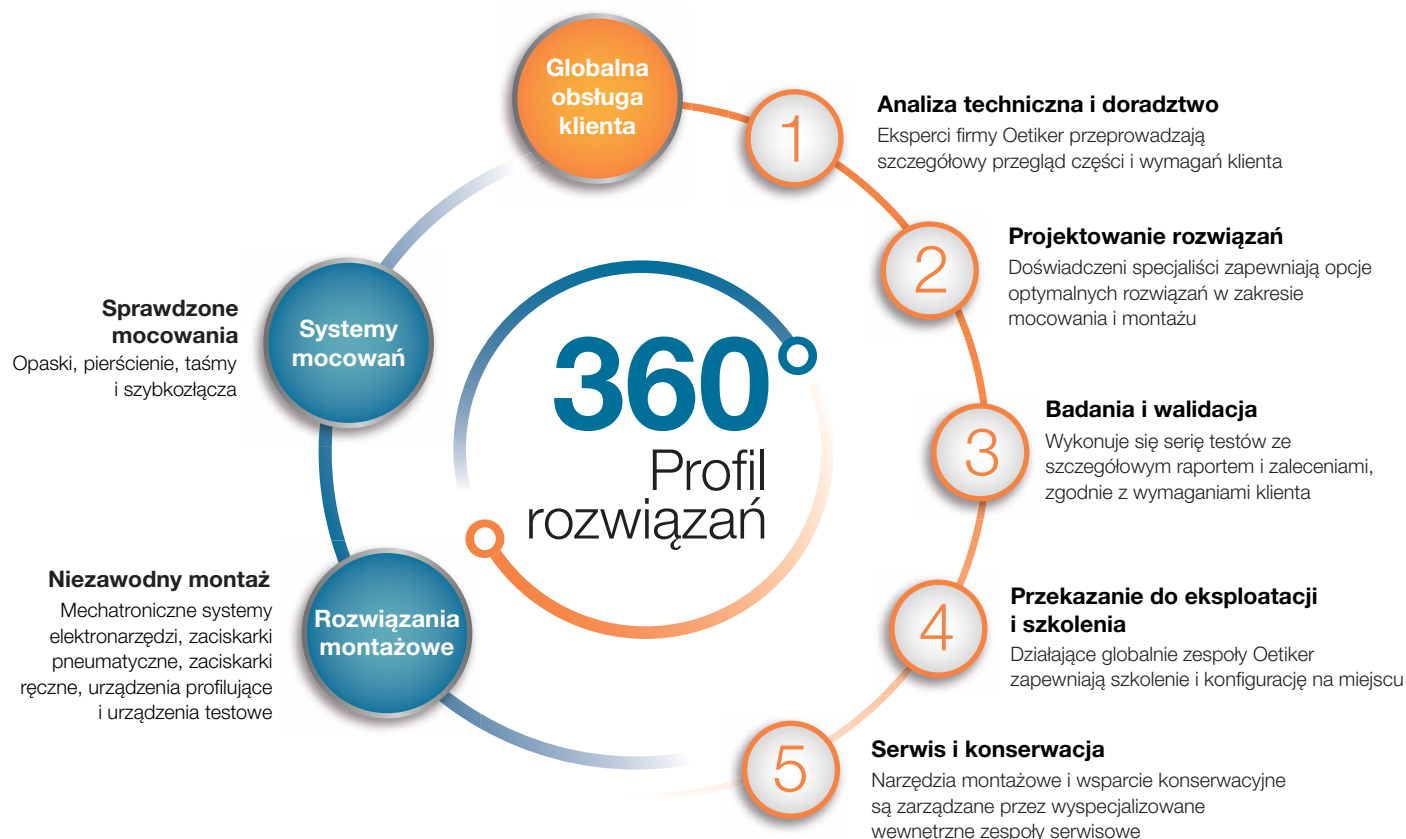 Globalna
obsługa
klienta
1
Analiza techniczna i doradztwo
Eksperci firmy Oetiker przeprowadzają
szczegółowy przegląd części i wymagań klienta
2
Projektowanie rozwiązań
Doświadczeni specjaliści zapewniają opcje
optymalnych rozwiązań w zakresie
mocowania i montażu
3
Badania i walidacja
Wykonuje się serię testów ze
szczegółowym raportem i zaleceniami,
zgodnie z wymaganiami klienta
4
Przekazanie do eksploatacji
i szkolenia
Działające globalnie zespoły Oetiker
zapewniają szkolenie i konfigurację na miejscu
5
Serwis i konserwacja
Narzędzia montażowe i wsparcie konserwacyjne
są zarządzane przez wyspecjalizowane
wewnętrzne zespoły serwisowe
Systemy
mocowań
Sprawdzone
mocowania
Opaski, pierścienie, taśmy
i szybkozłącza
Rozwiązania
montażowe
Niezawodny montaż
Mechatroniczne systemy
elektronarzędzi, zaciskarki
pneumatyczne, zaciskarki
ręczne, urządzenia profilujące
i urządzenia testowe
360°
Profil
rozwiązań